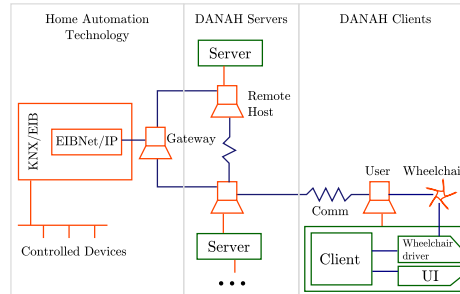 Home Automation
Technology
DANAH Servers
DANAH Clients
Server
Remote
Host
KNX/EIB
EIBNet/IP
Gateway
User
Wheelchair
Comm
Controlled Devices
Server
Client
Wheelchair
driver
UI